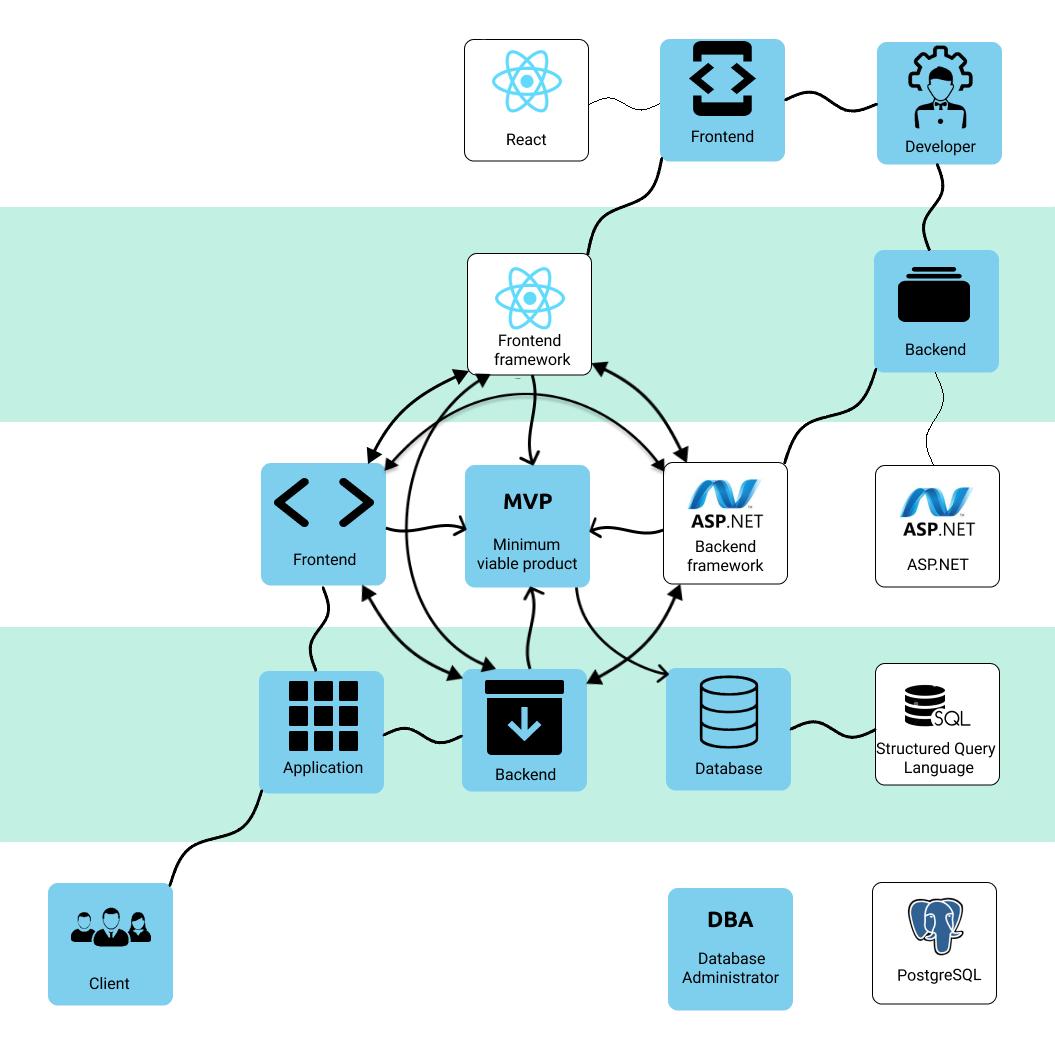 React
Frontend
Developer
Frontend
framework
Backend
Frontend
MVP
Minimum
viable product
ASP.NET
Backend
framework
ASP.NET
ASP.NET
Application
Backend
Database
SQL
Structured Query
Language
Client
DBA
Database
Administrator
PostgreSQL